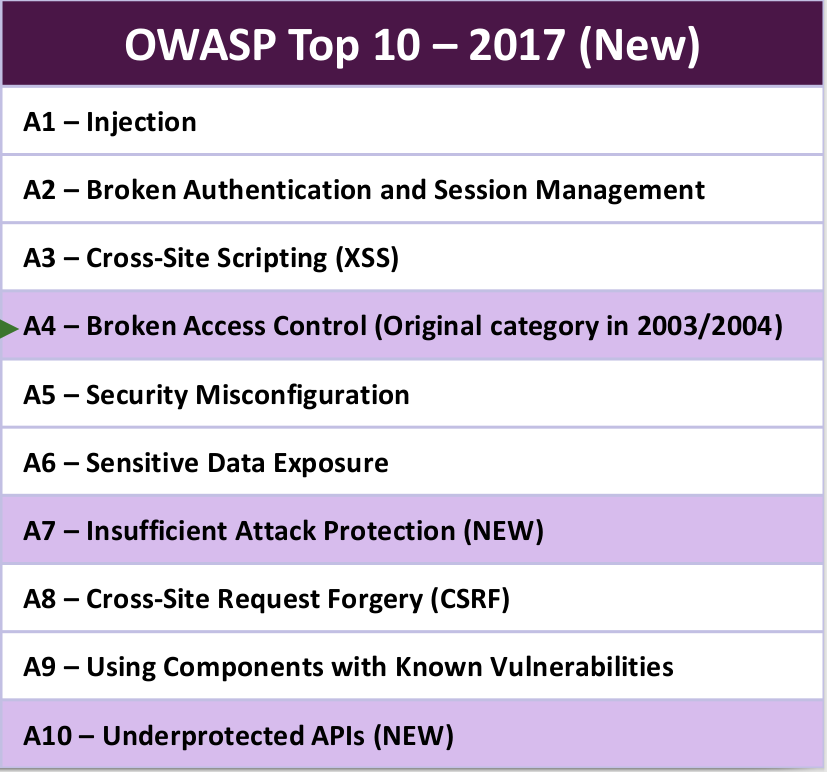 OWASP Top 10 – 2017 (New)
A1 – Injection
A2 – Broken Authentication and Session Management
A3 – Cross-Site Scripting (XSS)
A4 – Broken Access Control (Original category in 2003/2004)
A5 – Security Misconfiguration
A6 – Sensitive Data Exposure
A7 – Insufficient Attack Protection (NEW)
A8 – Cross-Site Request Forgery (CSRF)
A9 – Using Components with Known Vulnerabilities
A10 – Underprotected APIs (NEW)